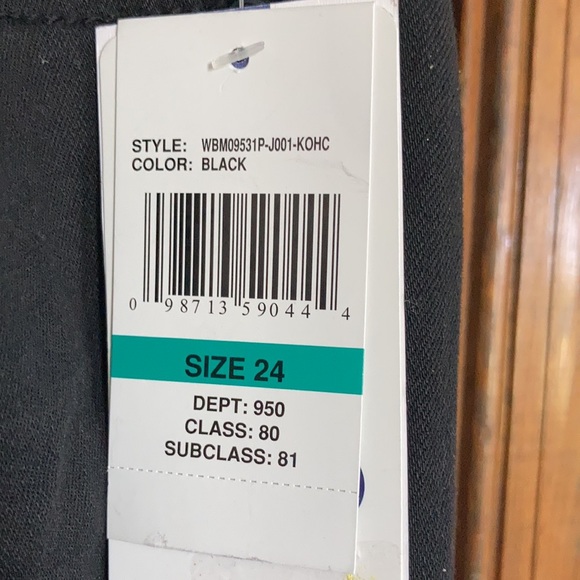 STYLE: WBM09531P-J001-KOHC
COLOR: BLACK
0 98713 59044 4
SIZE 24
DEPT: 950
CLASS: 80
SUBCLASS: 81